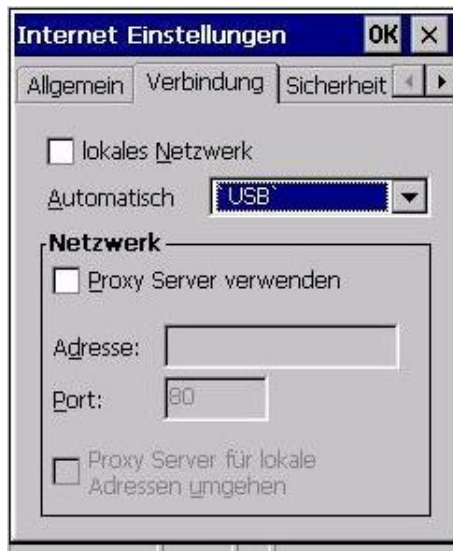 Internet Einstellungen OK ×
Allgemein Verbindung Sicherheit
lokales Netzwerk
Automatisch `USB`
Netzwerk
Proxy Server verwenden
Adresse:
Port: 80
Proxy Server für lokale
Adressen umgehen